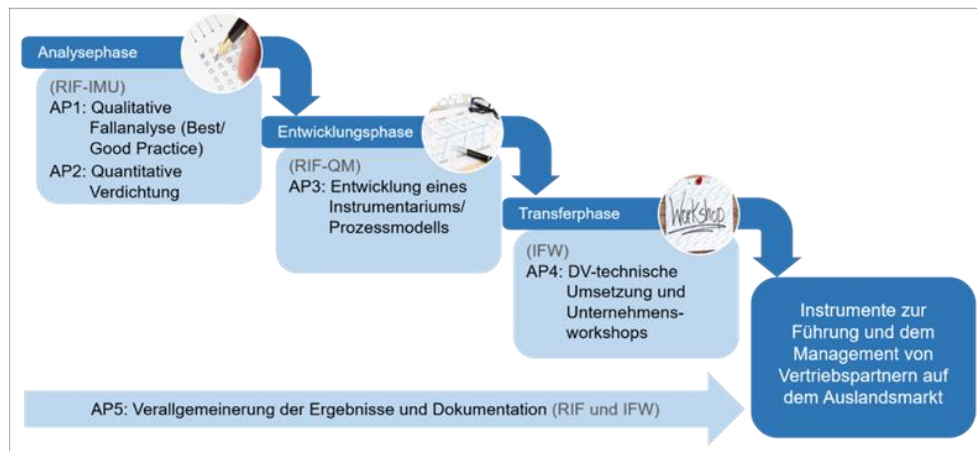 Analysephase
(RIF-IMU)
AP1: Qualitative
Fallanalyse (Best/
Good Practice)
AP2: Quantitative
Verdichtung
Entwicklungsphase
(RIF-QM)
AP3: Entwicklung eines
Instrumentariums/
Prozessmodells
Transferphase
Workshop
(IFW)
AP4: DV-technische
Umsetzung und
Unternehmens-
workshops
Instrumente zur
Führung und dem
Management von
Vertriebspartnern auf
dem Auslandsmarkt
AP5: Verallgemeinerung der Ergebnisse und Dokumentation (RIF und IFW)